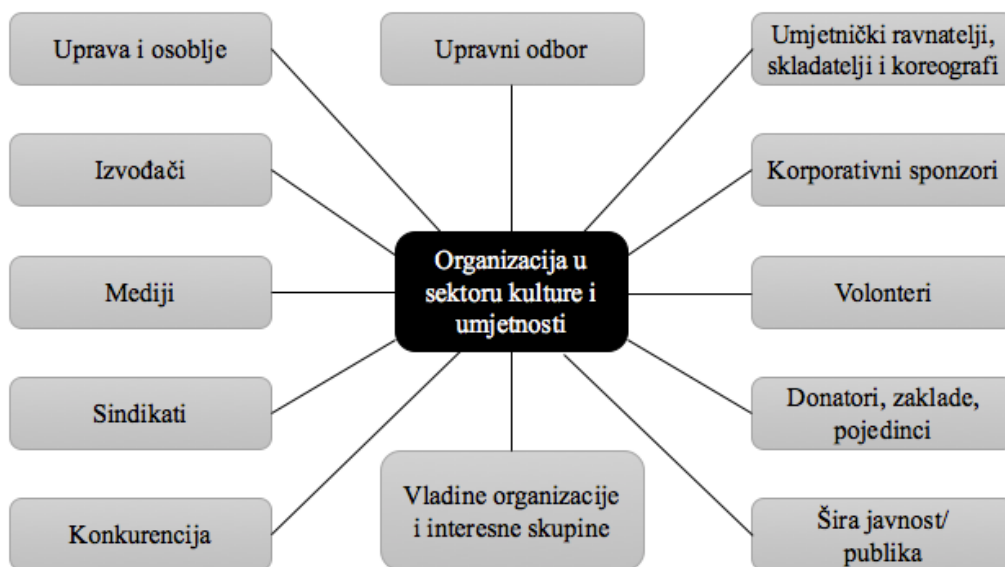 Uprava i osoblje
Upravni odbor
Umjetnički ravnatelji,
skladatelji i koreografi
Izvođači
Korporativni sponzori
Organizacija u
sektoru kulture i
umjetnosti
Mediji
Volonteri
Sindikati
Donatori, zaklade,
pojedinci
Konkurencija
Vladine organizacije
i interesne skupine
Šira javnost/
publika